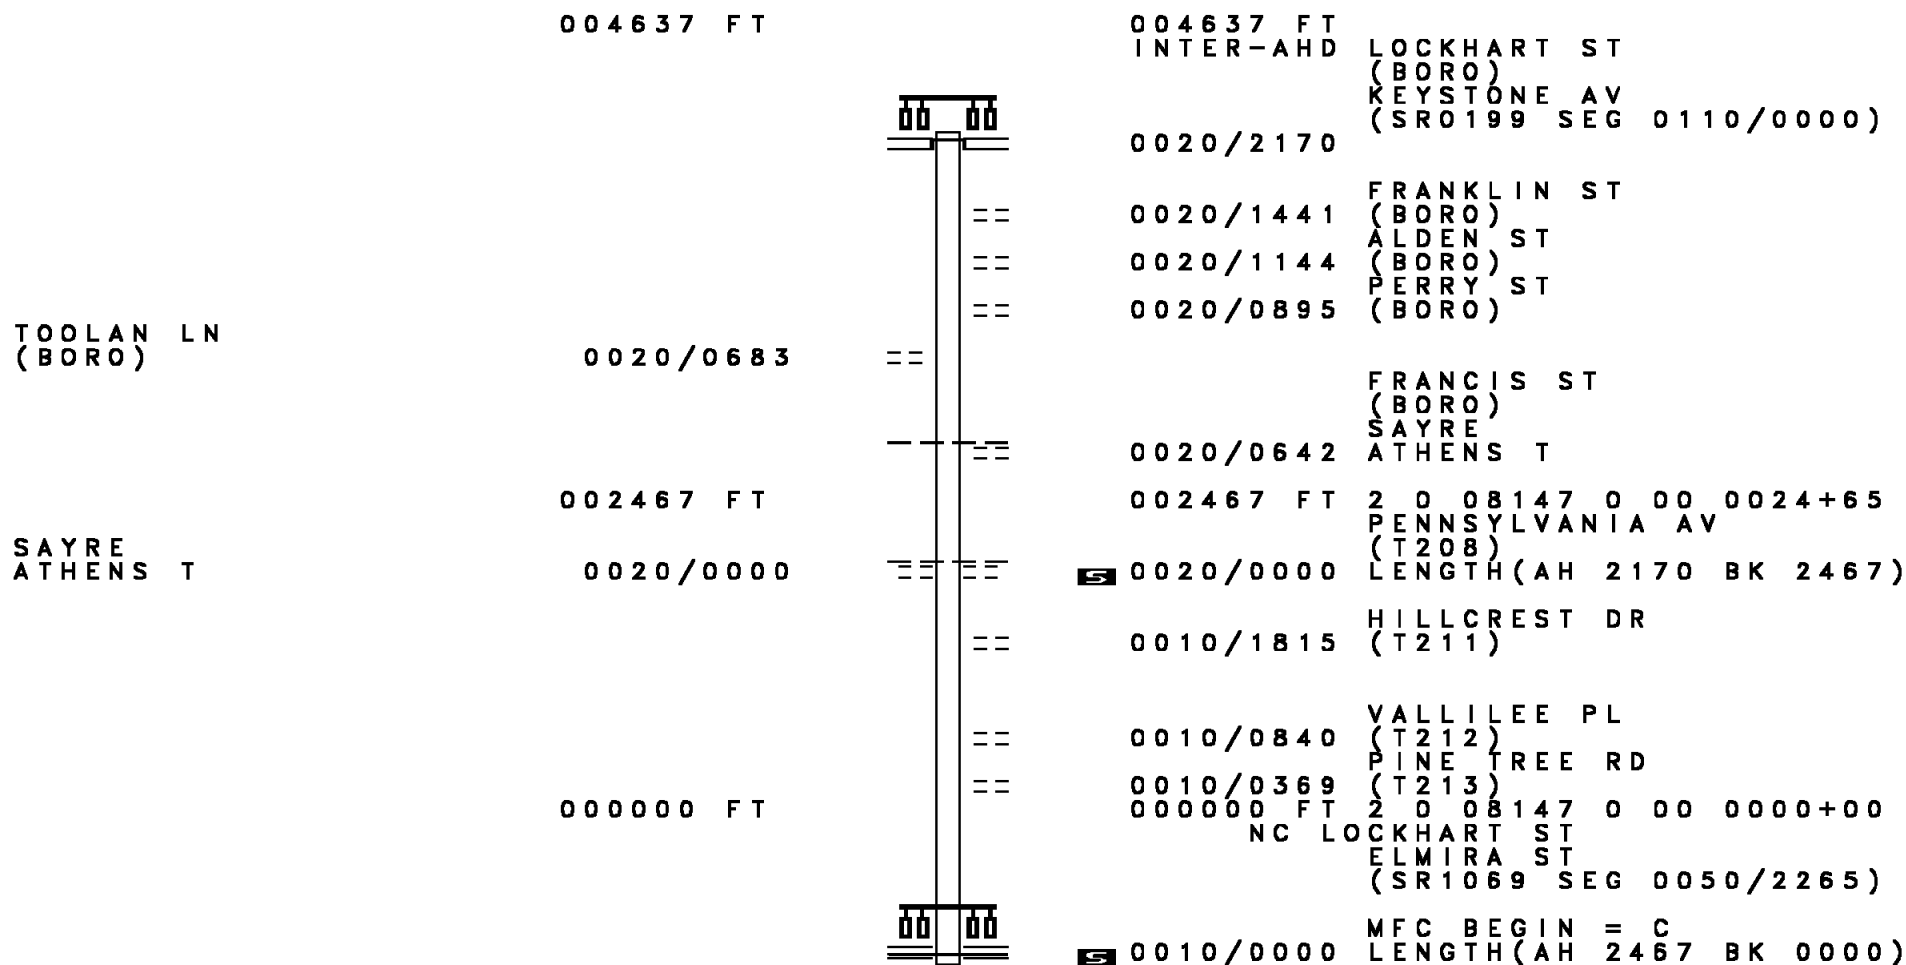 004637 FT 004637 FT
INTER-AHD LOCKHART ST
(BORO)
KEYSTONE AV
(SR0199 SEG 0110/0000)
0020/2170
FRANKLIN ST
0020/1441 (BORO)
ALDEN ST
0020/1144 (BORO)
PERRY ST
0020/0895 (BORO)
TOOLAN LN
(BORO) 0020/0683
FRANCIS ST
(BORO)
SAYRE
0020/0642 ATHENS T
002467 FT 002467 FT 2 0 08147 0 00 0024+65
PENNSYLVANIA AV
SAYRE (T208)
ATHENS T 0020/0000 S 0020/0000 LENGTH(AH 2170 BK 2467)
HILLCREST DR
0010/1815 (T211)
VALLILEE PL
0010/0840 (T212)
PINE TREE RD
0010/0369 (T213)
000000 FT 000000 FT 2 0 08147 0 00 0000+00
NC LOCKHART ST
ELMIRA ST
(SR1069 SEG 0050/2265)
MFC BEGIN = C
S 0010/0000 LENGTH(AH 2467 BK 0000)